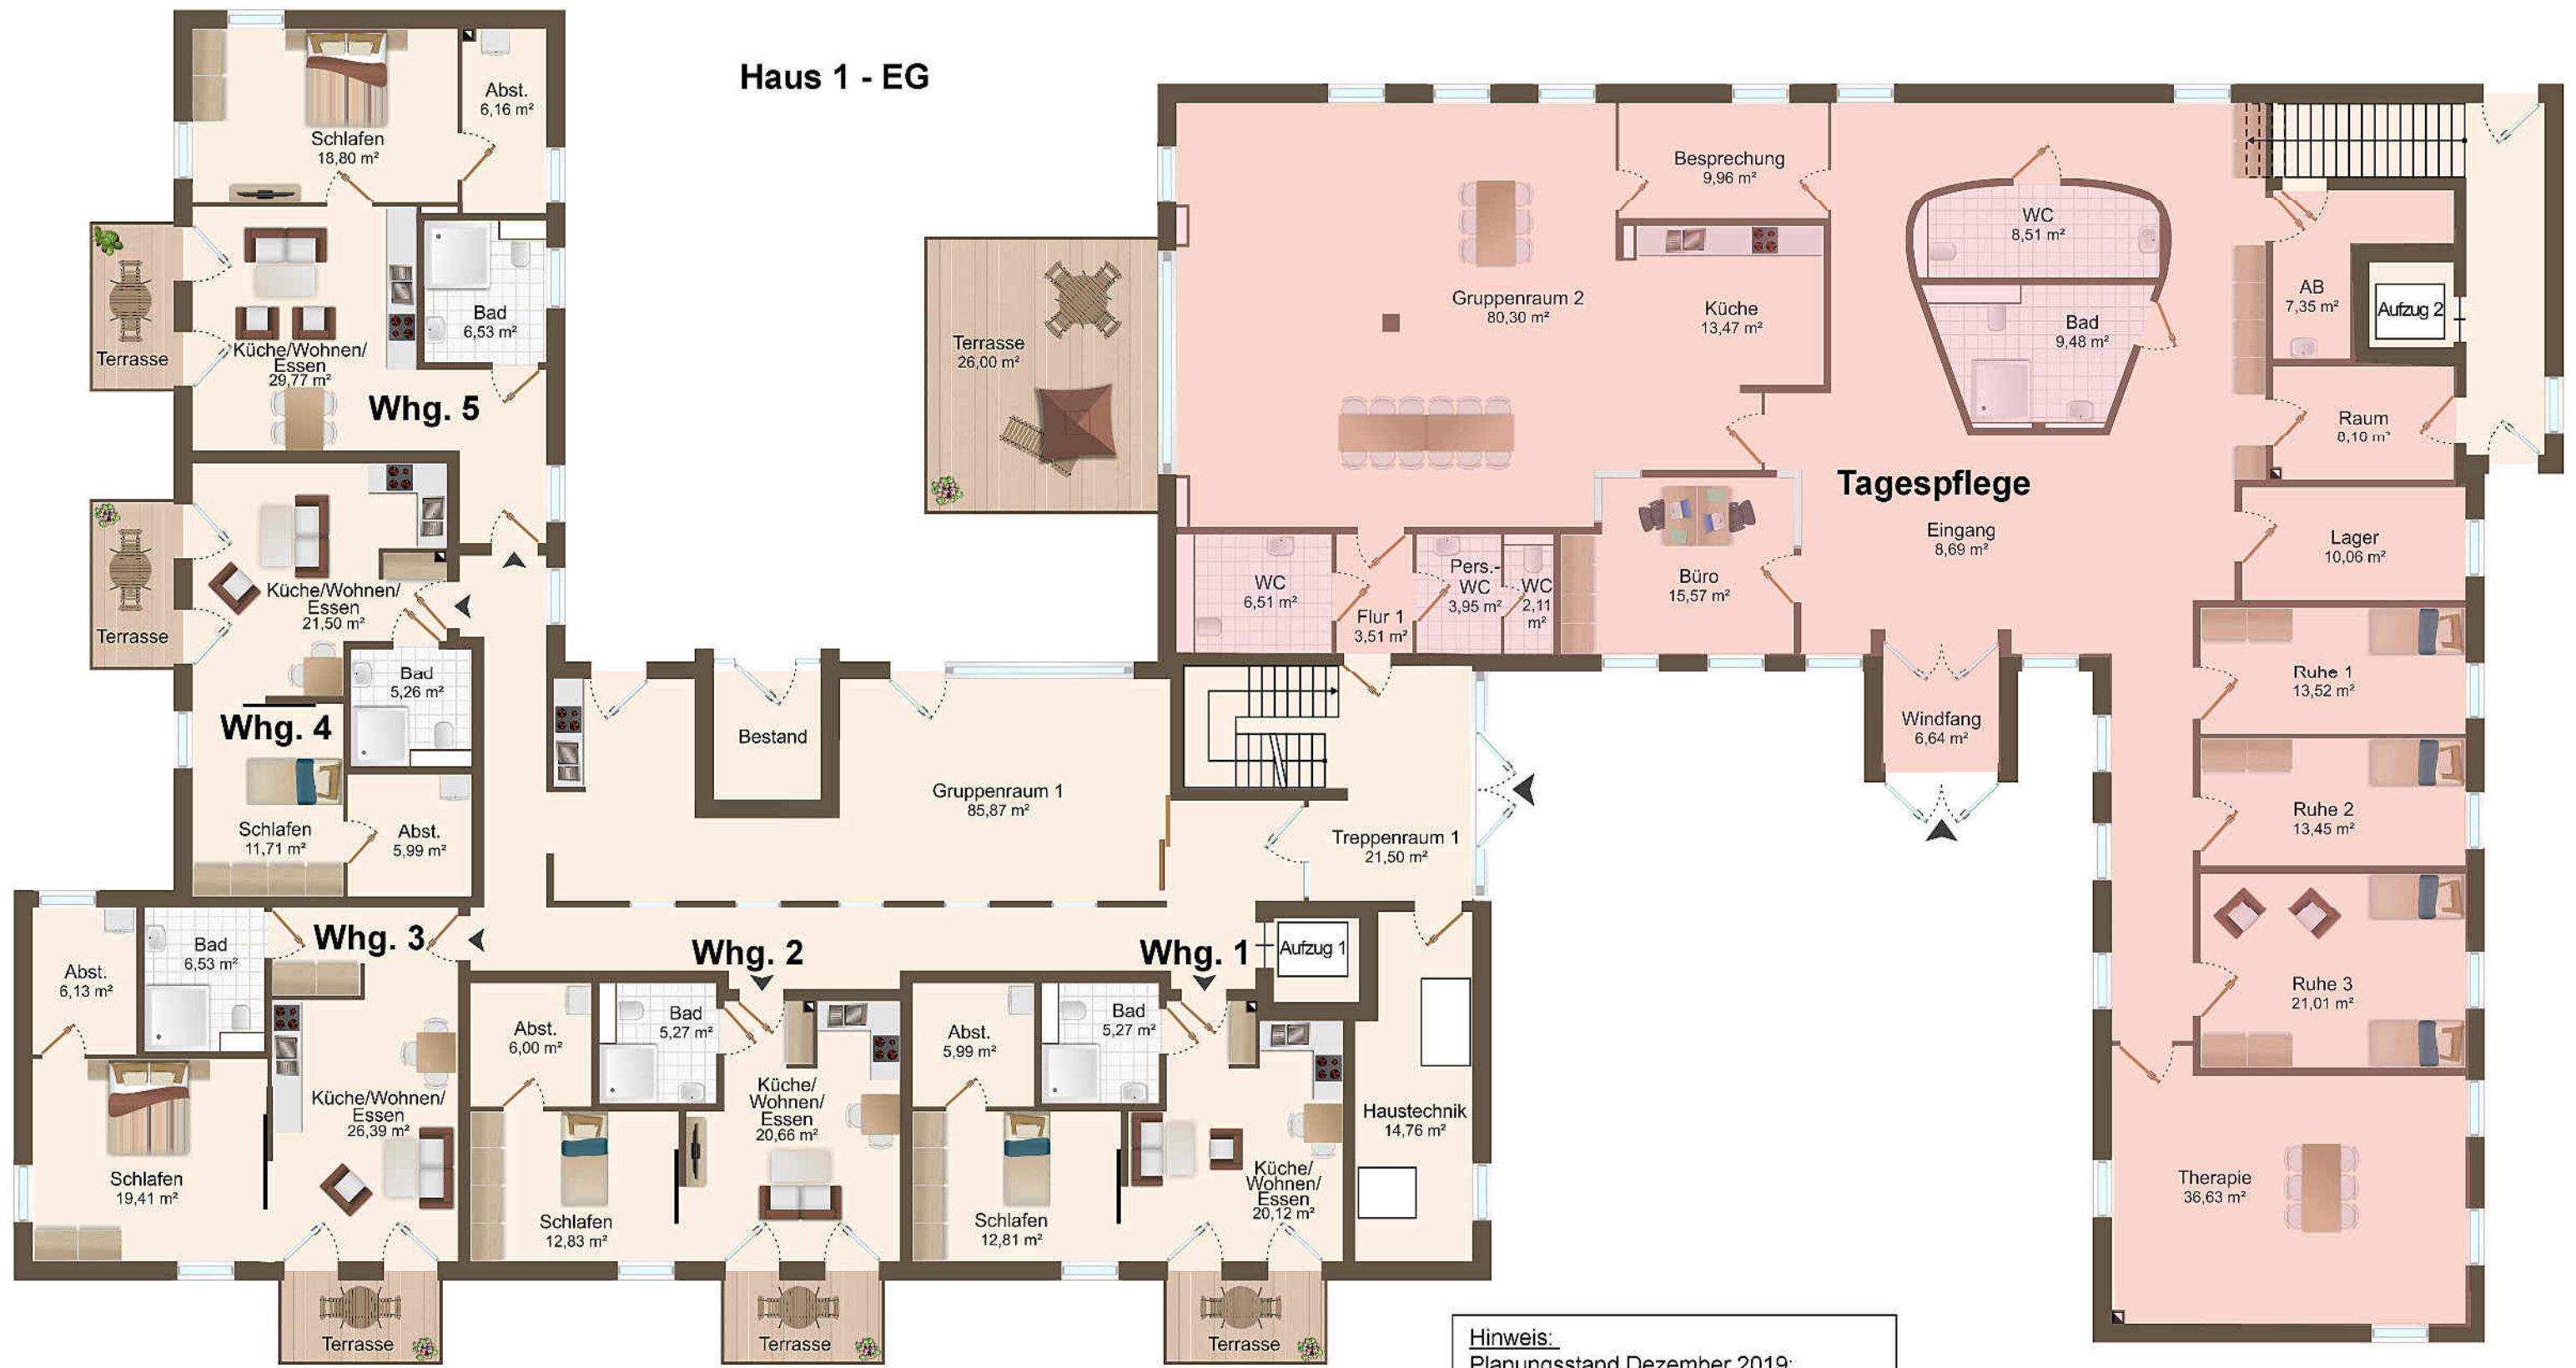 Haus 1 - EG
Schlafen
18,80 m²
Abst.
6,16 m²
Bad
6,53 m²
Küche/Wohnen/
Essen
29,77 m²
Terrasse
Whg. 5
Terrasse
Küche/Wohnen/
Essen
21,50 m²
Bad
5,26 m²
Whg. 4
Schlafen
11,71 m²
Abst.
5,99 m²
Whg. 3
Bad
6,53 m²
Abst.
6,13 m²
Schlafen
19,41 m²
Küche/Wohnen/
Essen
26,39 m²
Terrasse
Whg. 2
Abst.
6,00 m²
Bad
5,27 m²
Küche/
Wohnen/
Essen
20,66 m²
Schlafen
12,83 m²
Terrasse
Whg. 1
Abst.
5,99 m²
Bad
5,27 m²
Küche/
Wohnen/
Essen
20,12 m²
Schlafen
12,81 m²
Terrasse
Bestand
Gruppenraum 1
85,87 m²
Treppenraum 1
21,50 m²
Aufzug 1
Haustechnik
14,76 m²
Terrasse
26,00 m²
Gruppenraum 2
80,30 m²
Besprechung
9,96 m²
Küche
13,47 m²
WC
6,51 m²
Flur 1
3,51 m²
Pers.-
WC
3,95 m²
WC
2,11
m²
Büro
15,57 m²
Tagespflege
Eingang
8,69 m²
WC
8,51 m²
Bad
9,48 m²
Windfang
6,64 m²
AB
7,35 m²
Aufzug 2
Raum
8,10 m²
Lager
10,06 m²
Ruhe 1
13,52 m²
Ruhe 2
13,45 m²
Ruhe 3
21,01 m²
Therapie
36,63 m²
Hinweis:
Planungsstand Dezember 2019;